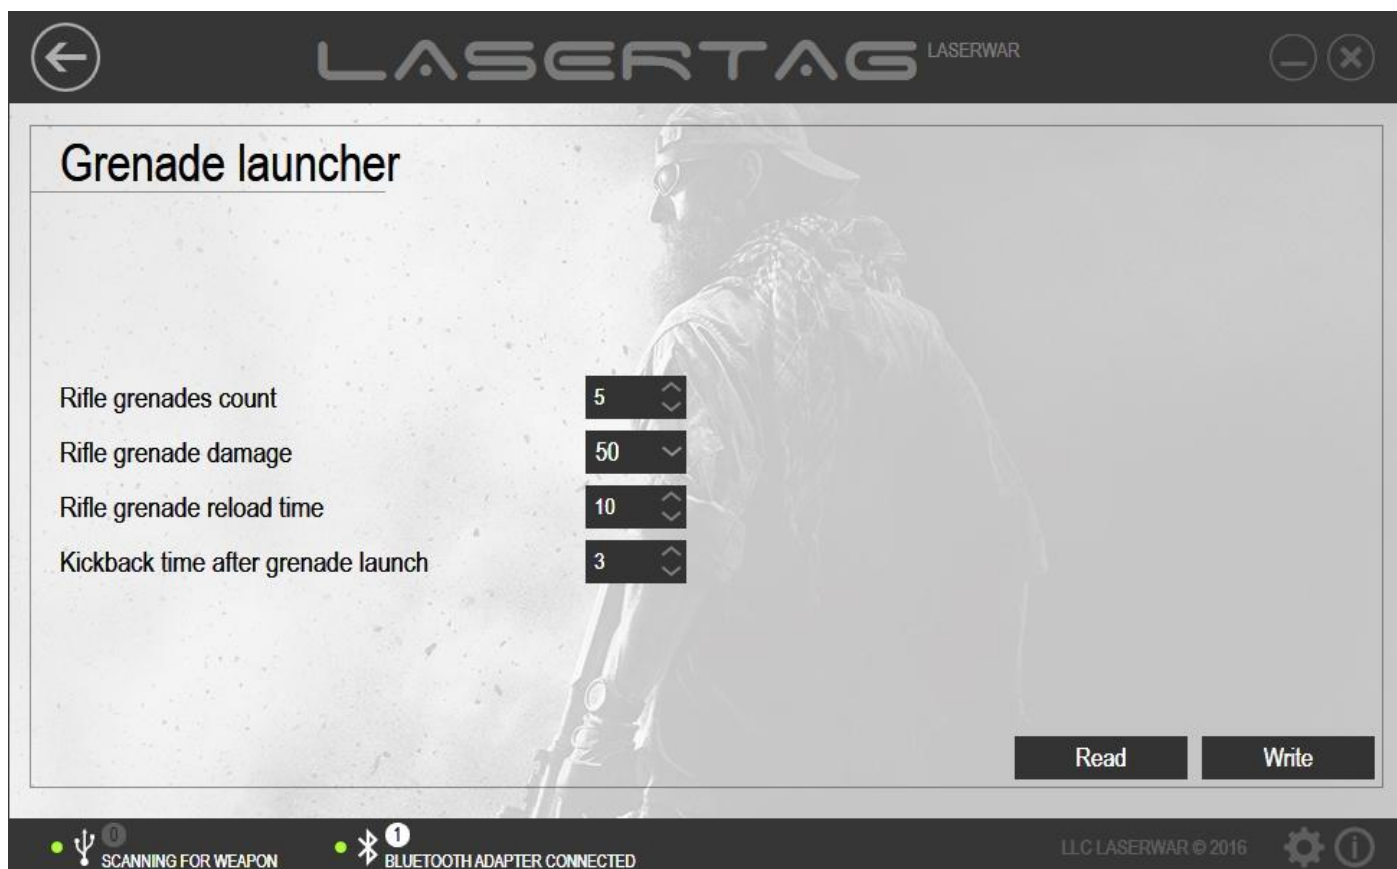 LASERTAG LASERWAR
Grenade launcher
Rifle grenades count 5
Rifle grenade damage 50
Rifle grenade reload time 10
Kickback time after grenade launch 3
Read Write
0 1
SCANNING FOR WEAPON BLUETOOTH ADAPTER CONNECTED LLC LASERWAR © 2016